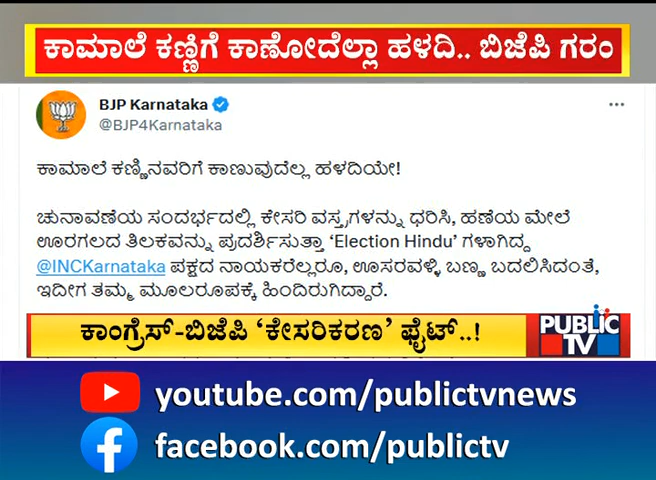 ಕಾಮಾಲೆ ಕಣ್ಣಿಗೆ ಕಾಣೋದೆಲ್ಲಾ ಹಳದಿ.. ಬಿಜೆಪಿ ಗರಂ
BJP Karnataka
@BJP4Karnataka
ಕಾಮಾಲೆ ಕಣ್ಣಿನವರಿಗೆ ಕಾಣುವುದೆಲ್ಲ ಹಳದಿಯೇ!
ಚುನಾವಣೆಯ ಸಂದರ್ಭದಲ್ಲಿ ಕೇಸರಿ ವಸ್ತ್ರಗಳನ್ನು ಧರಿಸಿ, ಹಣೆಯ ಮೇಲೆ
ಊರಗಲದ ತಿಲಕವನ್ನು ಪ್ರದರ್ಶಿಸುತ್ತಾ 'Election Hindu' ಗಳಾಗಿದ್ದ
@INCKarnataka ಪಕ್ಷದ ನಾಯಕರೆಲ್ಲರೂ, ಊಸರವಳ್ಳಿ ಬಣ್ಣ ಬದಲಿಸಿದಂತೆ,
ಇದೀಗ ತಮ್ಮ ಮೂಲರೂಪಕ್ಕೆ ಹಿಂದಿರುಗಿದ್ದಾರೆ.
ಕಾಂಗ್ರೆಸ್-ಬಿಜೆಪಿ 'ಕೇಸರಿಕರಣ' ಫೈಟ್..!
PUBLIC
TV
youtube.com/publictvnews
facebook.com/publictv